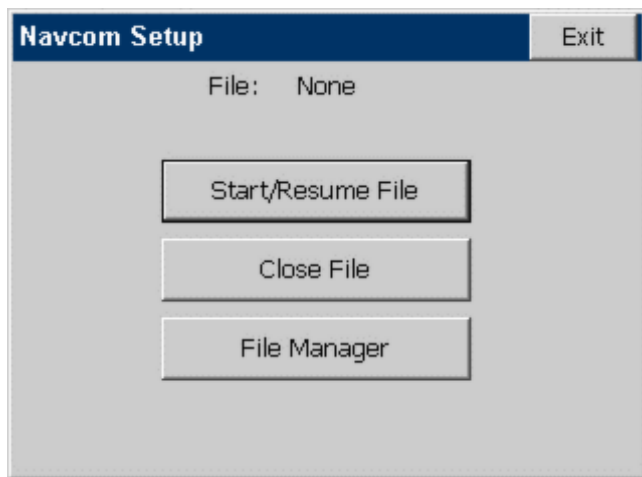 Navcom Setup Exit
File: None
Start/Resume File
Close File
File Manager